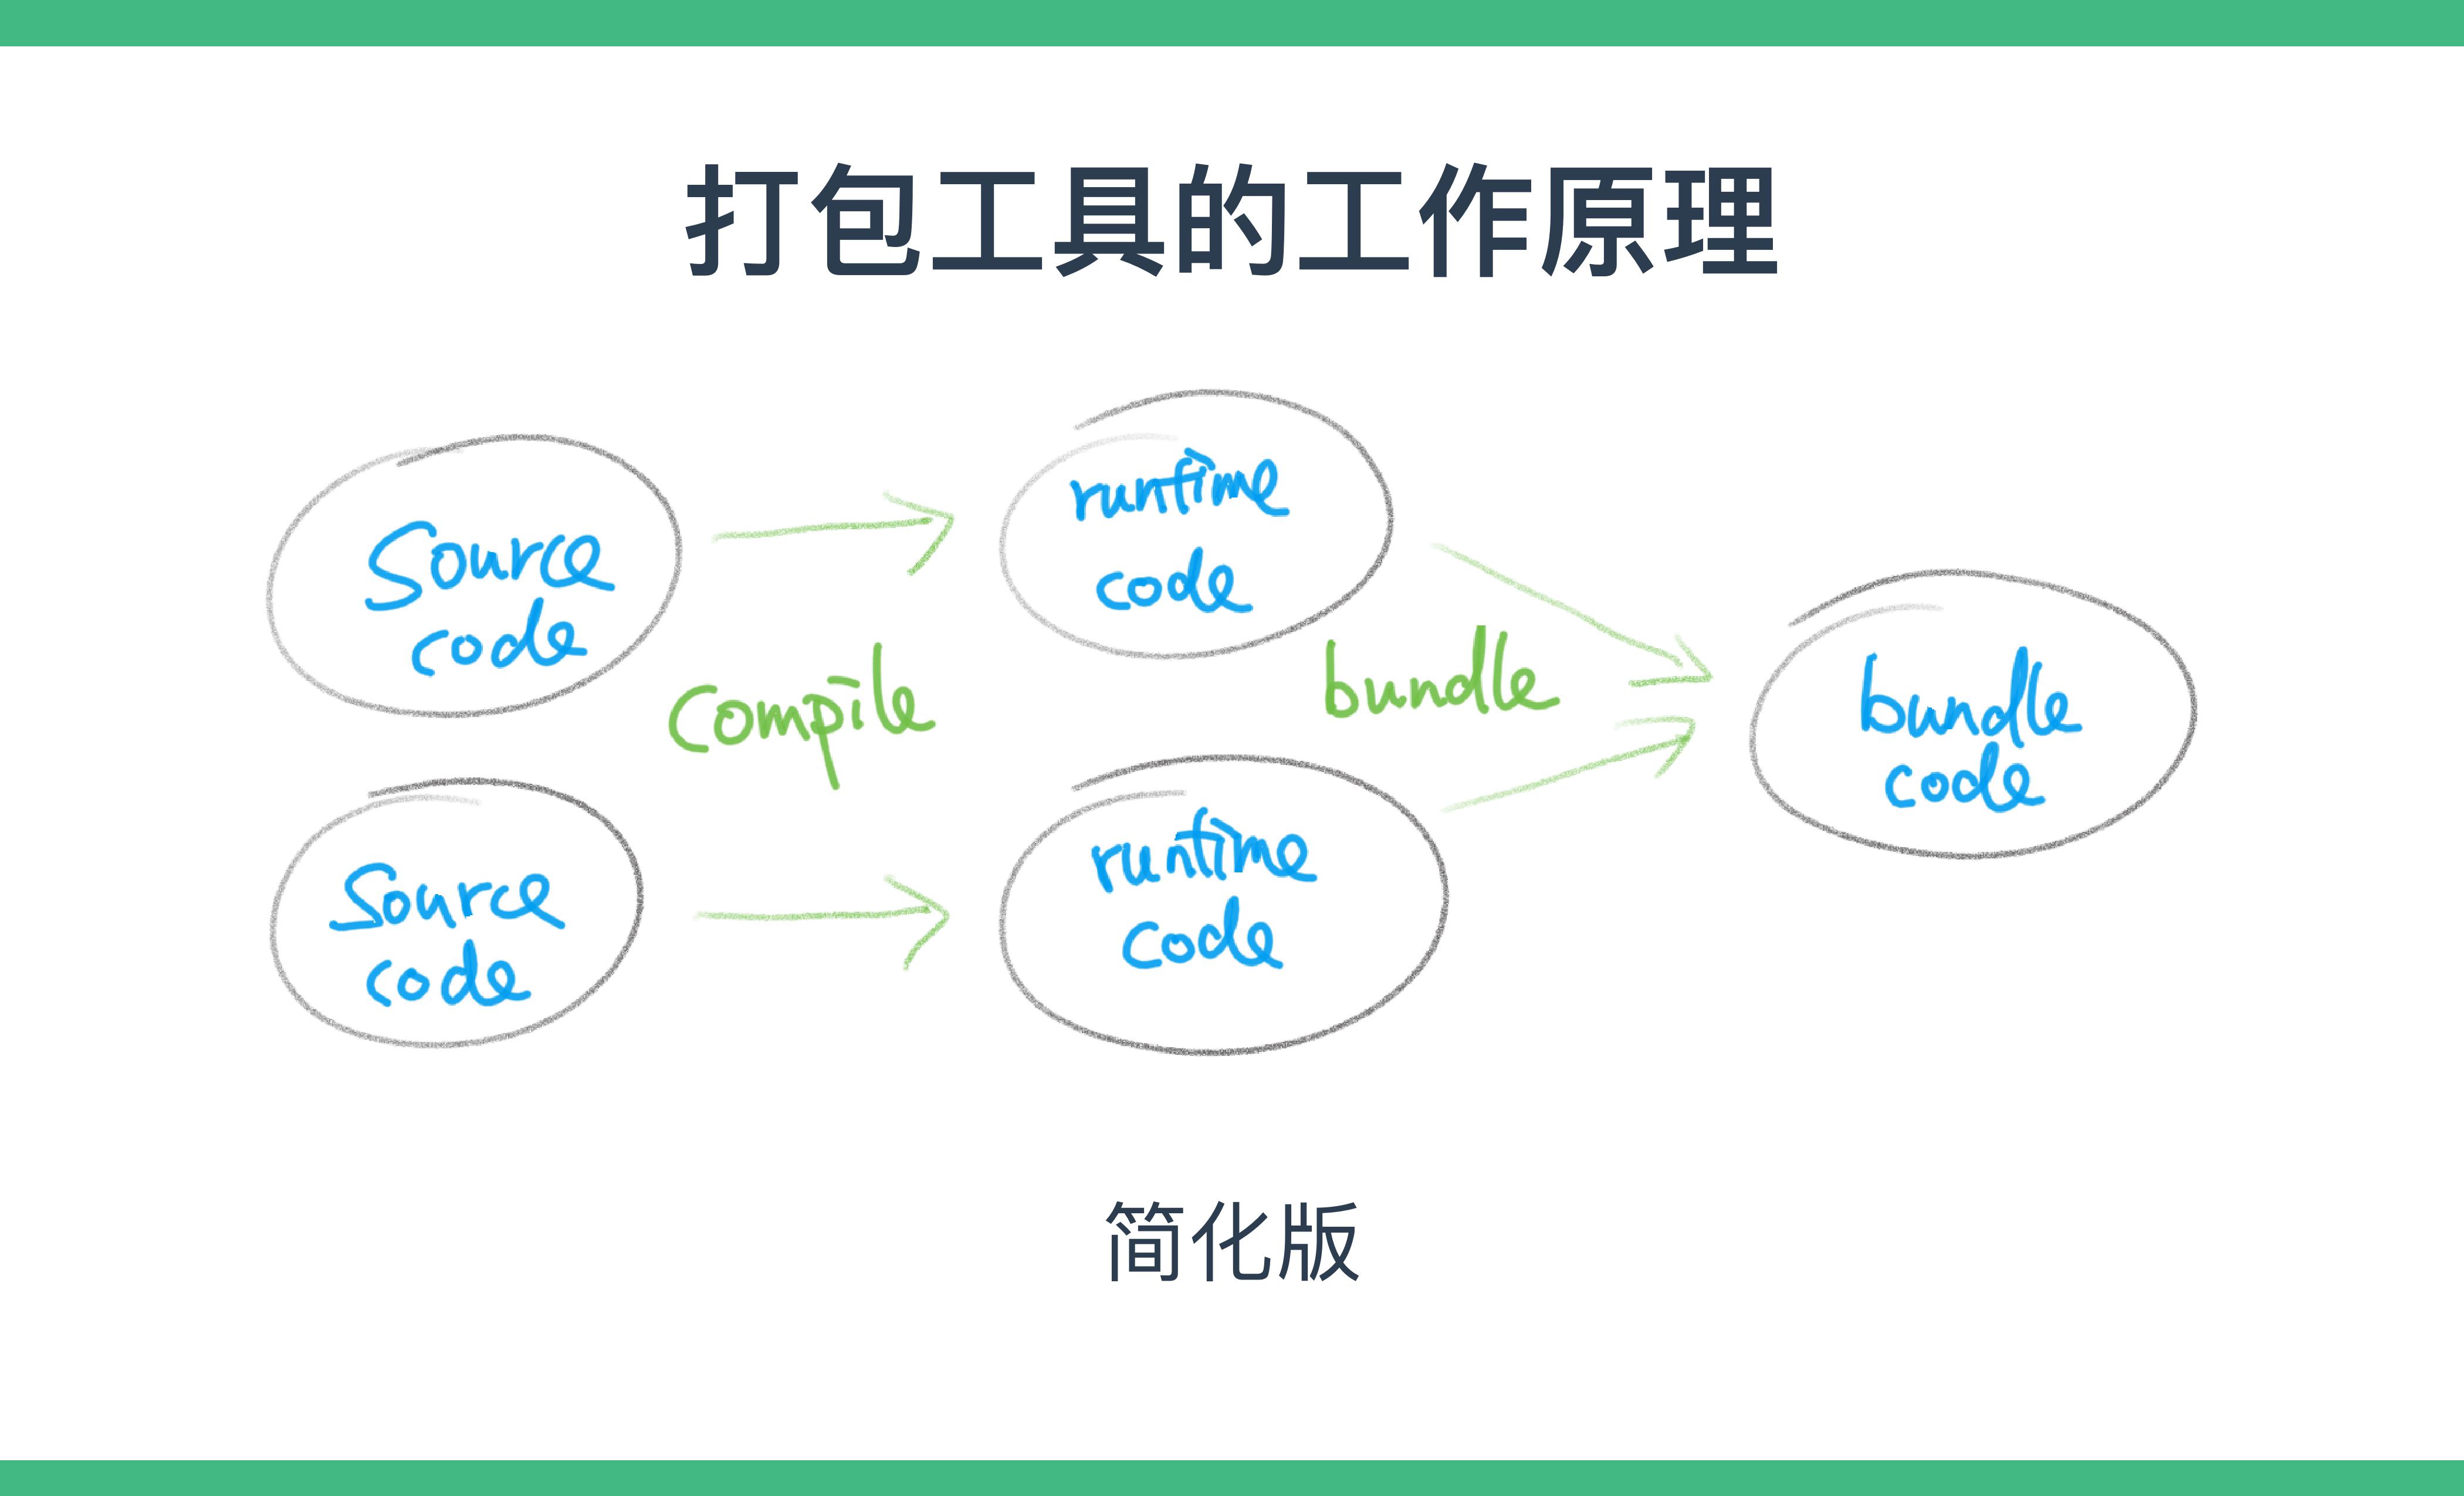 打包工具的工作原理
Source
code
runtime
code
compile
bundle
bundle
code
Source
code
runtime
code
简化版